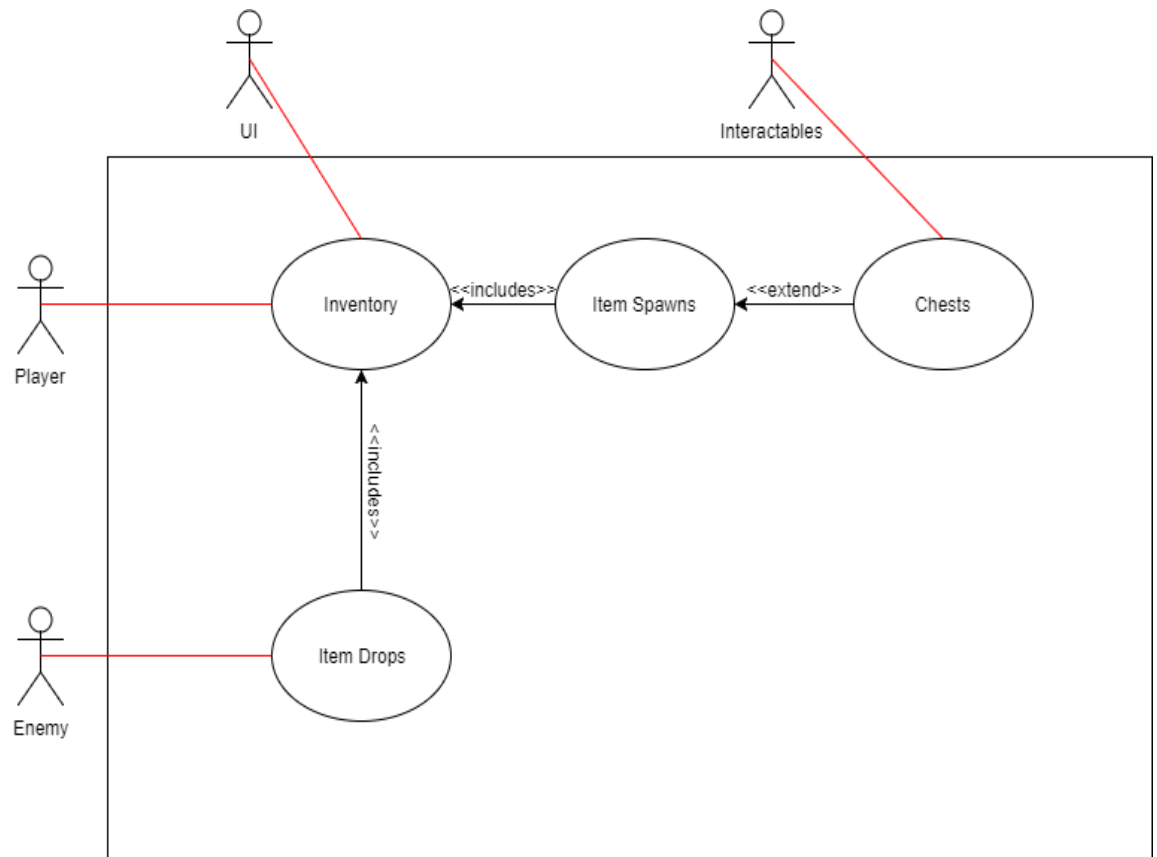 UI
Interactables
Player
Inventory
<<includes>>
Item Spawns
<<extend>>
Chests
<<includes>>
Enemy
Item Drops